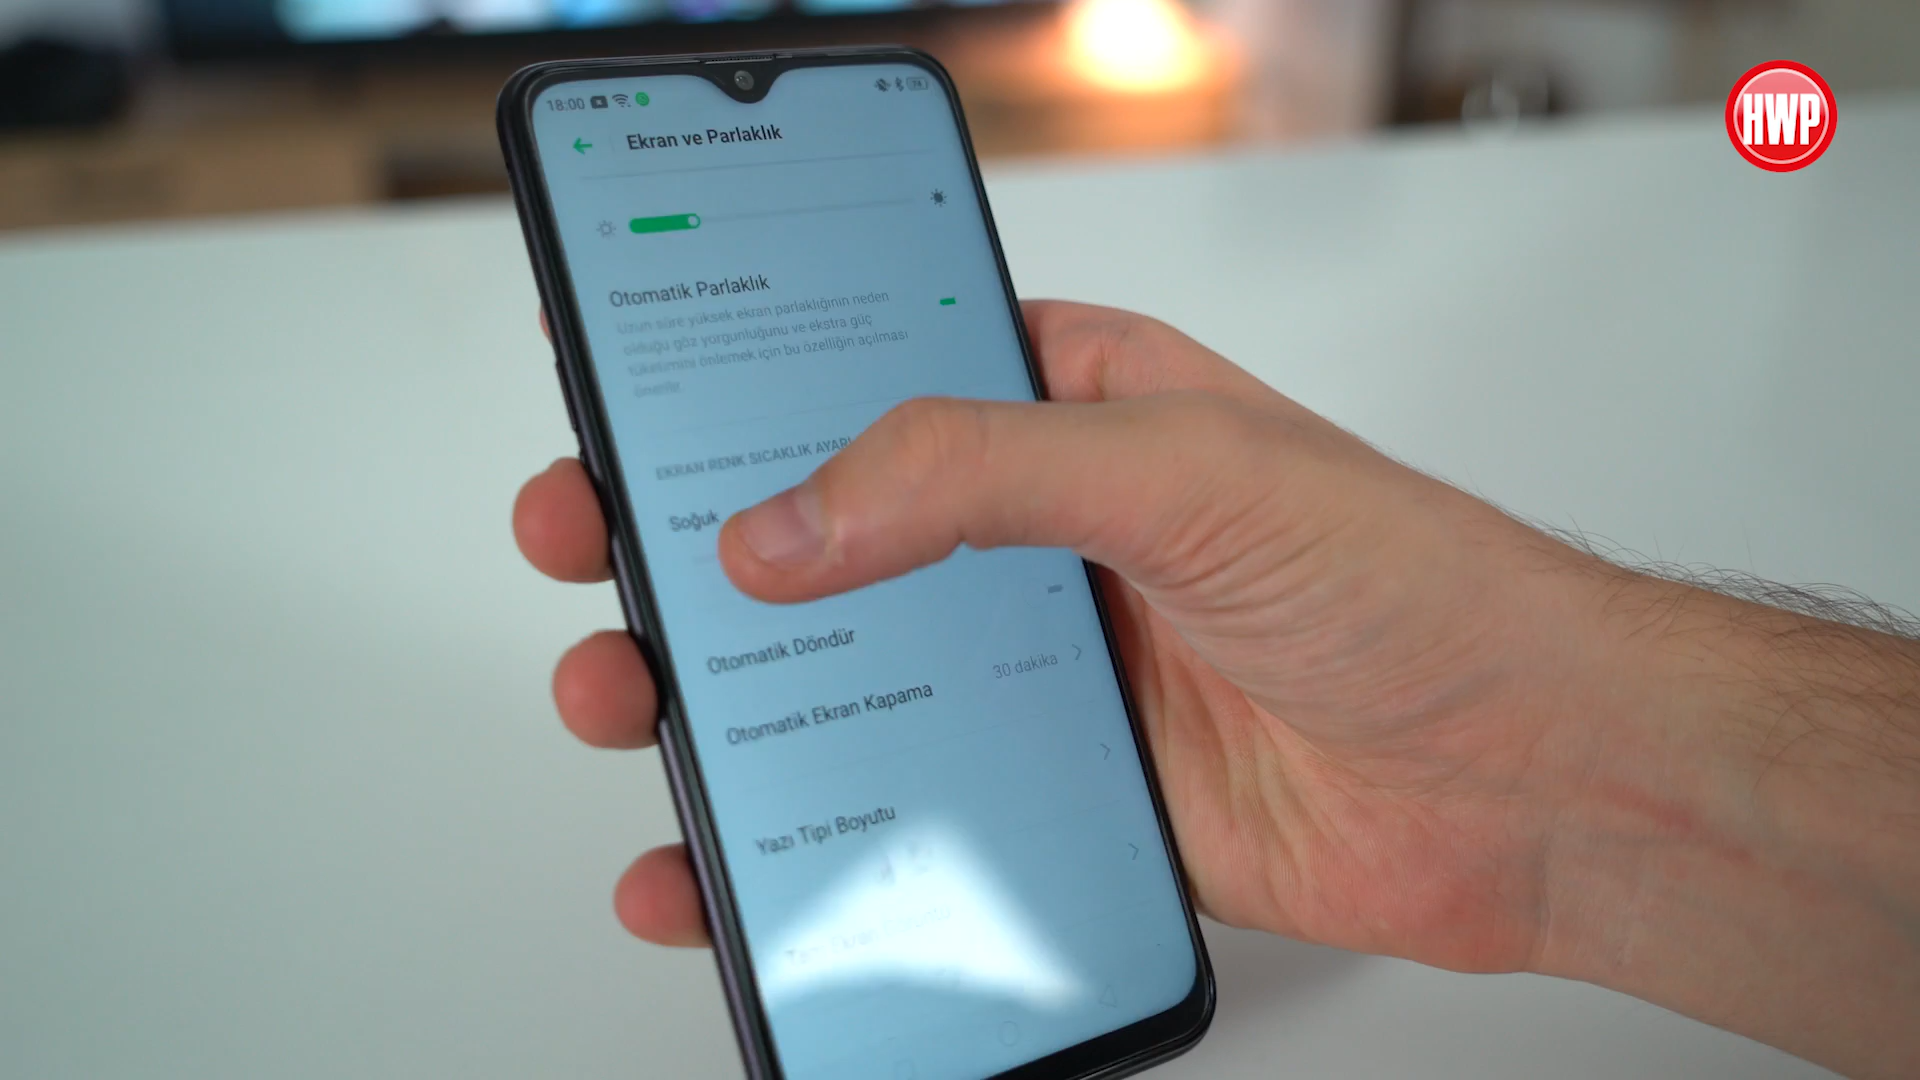 18:00
HWP
Ekran ve Parlaklık
Otomatik Parlaklık
Uzun süre yüksek ekran parlaklığının neden
olduğu göz yorgunluğunu ve ekstra güç
tüketimini önlemek için bu özelliğin açılması
önerilir.
EKRAN RENK SICAKLIK AYARI
Soğuk
Otomatik Döndür
Otomatik Ekran Kapama
30 dakika
Yazı Tipi Boyutu